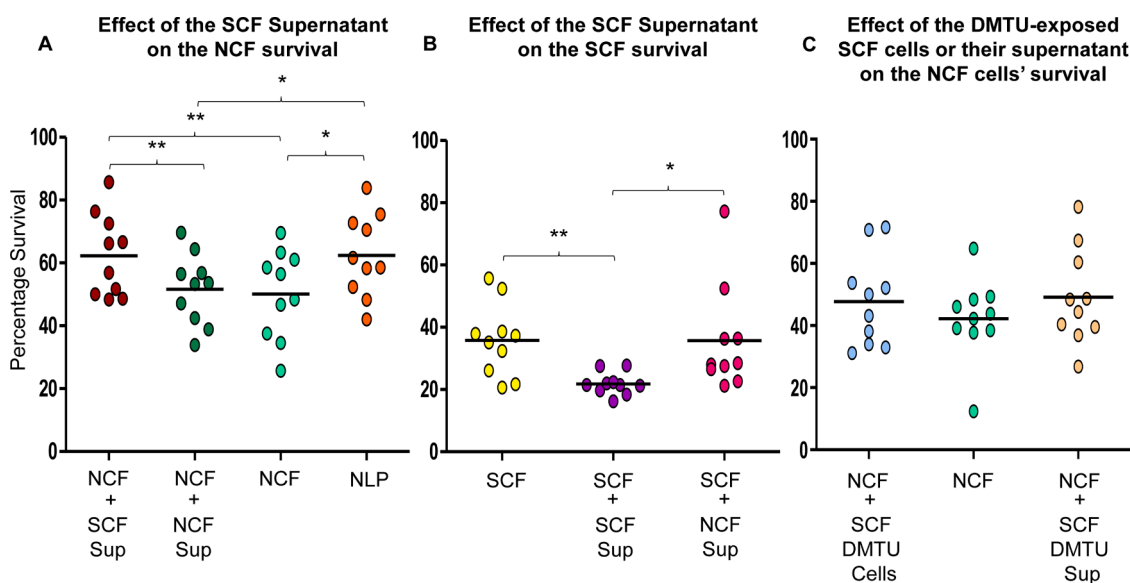 A
Effect of the SCF Supernatant
on the NCF survival
B
Effect of the SCF Supernatant
on the SCF survival
C
Effect of the DMTU-exposed
SCF cells or their supernatant
on the NCF cells’ survival
Percentage Survival
100
80
60
40
20
0
*
**
**
*
NCF
+
SCF
Sup
NCF
+
NCF
Sup
NCF
NLP
100
80
60
40
20
0
**
*
SCF
SCF
+
SCF
Sup
SCF
+
NCF
Sup
100
80
60
40
20
0
NCF
+
SCF
DMTU
Cells
NCF
NCF
+
SCF
DMTU
Sup